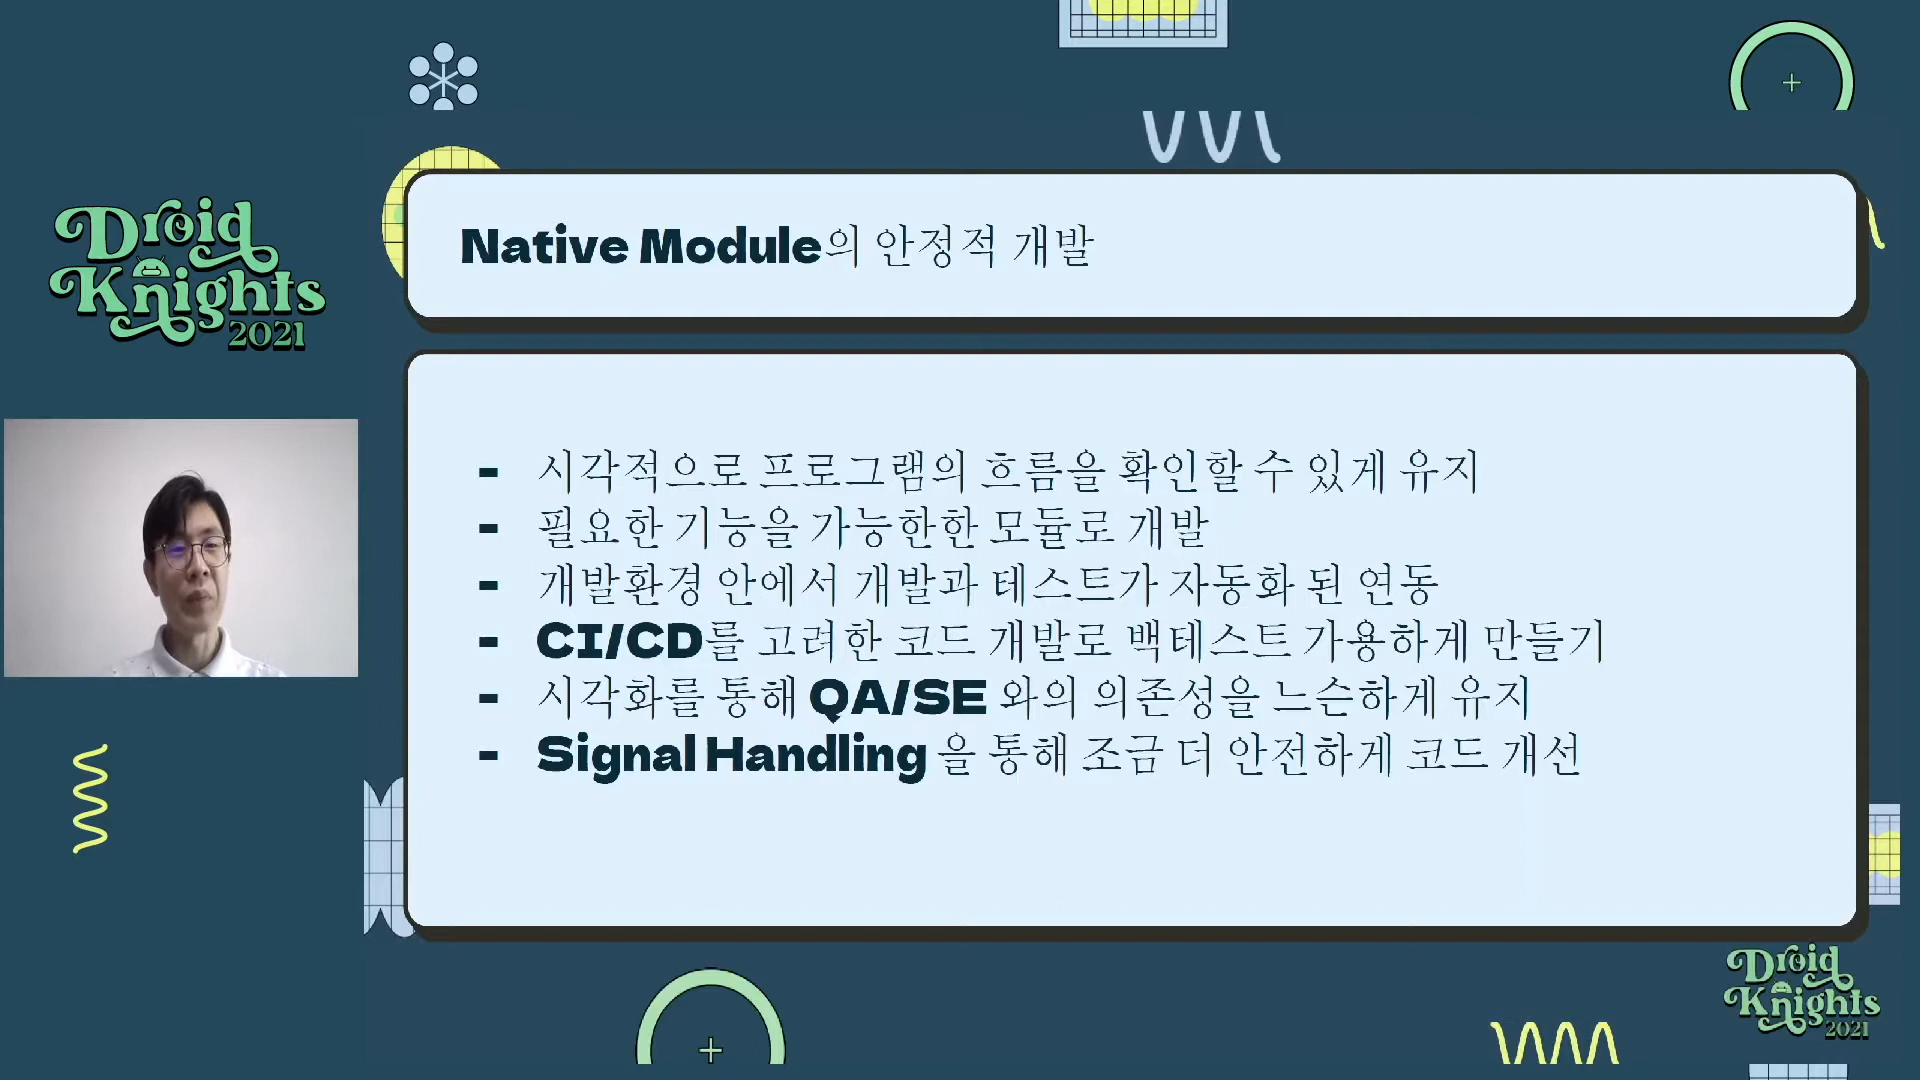 Droid
Knights
2021
Native Module의 안정적 개발
- 시각적으로 프로그램의 흐름을 확인할 수 있게 유지
- 필요한 기능을 가능한한 모듈로 개발
- 개발환경 안에서 개발과 테스트가 자동화 된 연동
- CI/CD를 고려한 코드 개발로 백테스트 가용하게 만들기
- 시각화를 통해 QA/SE 와의 의존성을 느슨하게 유지
- Signal Handling 을 통해 조금 더 안전하게 코드 개선
Droid
Knights
2021